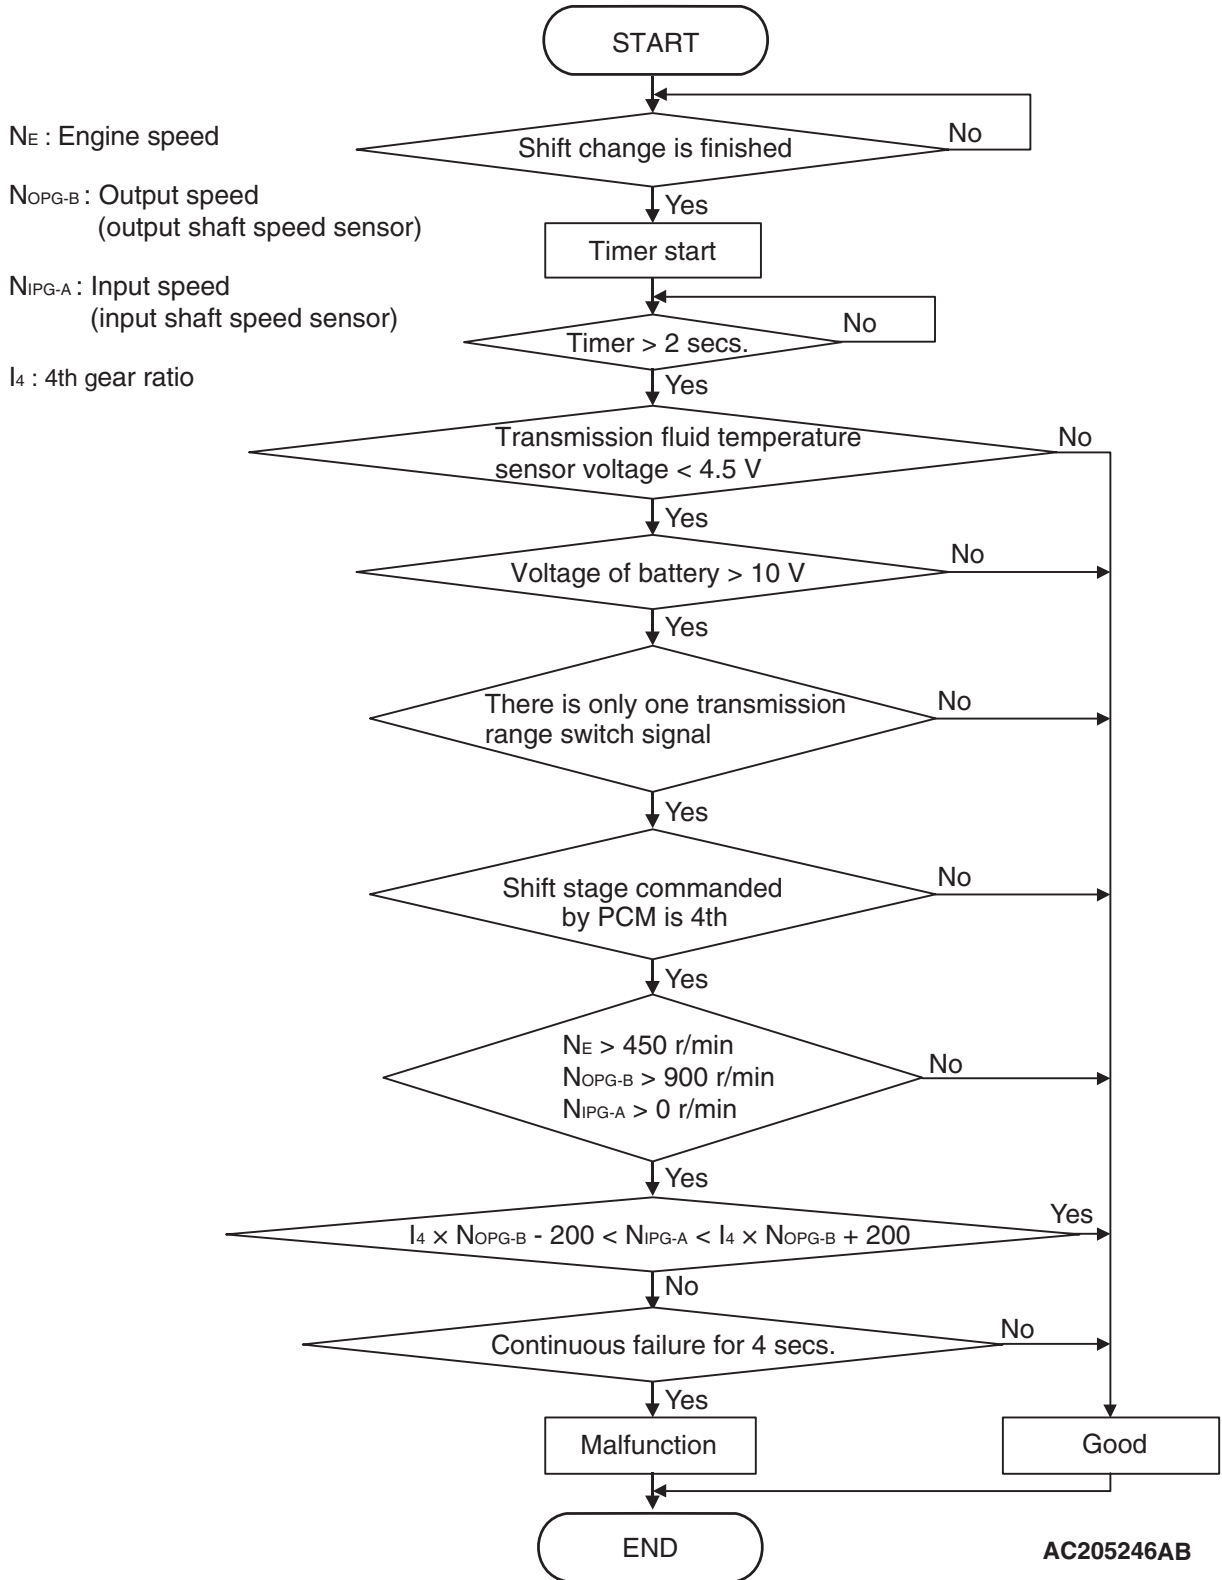 START
No
Shift change is finished
NE : Engine speed
NOPG-B : Output speed
(output shaft speed sensor)
NIPG-A : Input speed
(input shaft speed sensor)
I4 : 4th gear ratio
Yes
Timer start
No
Timer > 2 secs.
Yes
Transmission fluid temperature
sensor voltage < 4.5 V
No
Yes
Voltage of battery > 10 V
No
Yes
There is only one transmission
range switch signal
No
Yes
Shift stage commanded
by PCM is 4th
No
Yes
NE > 450 r/min
NOPG-B > 900 r/min
NIPG-A > 0 r/min
No
Yes
I4 × NOPG-B - 200 < NIPG-A < I4 × NOPG-B + 200
Yes
No
Continuous failure for 4 secs.
No
Yes
Malfunction
Good
END
AC205246AB